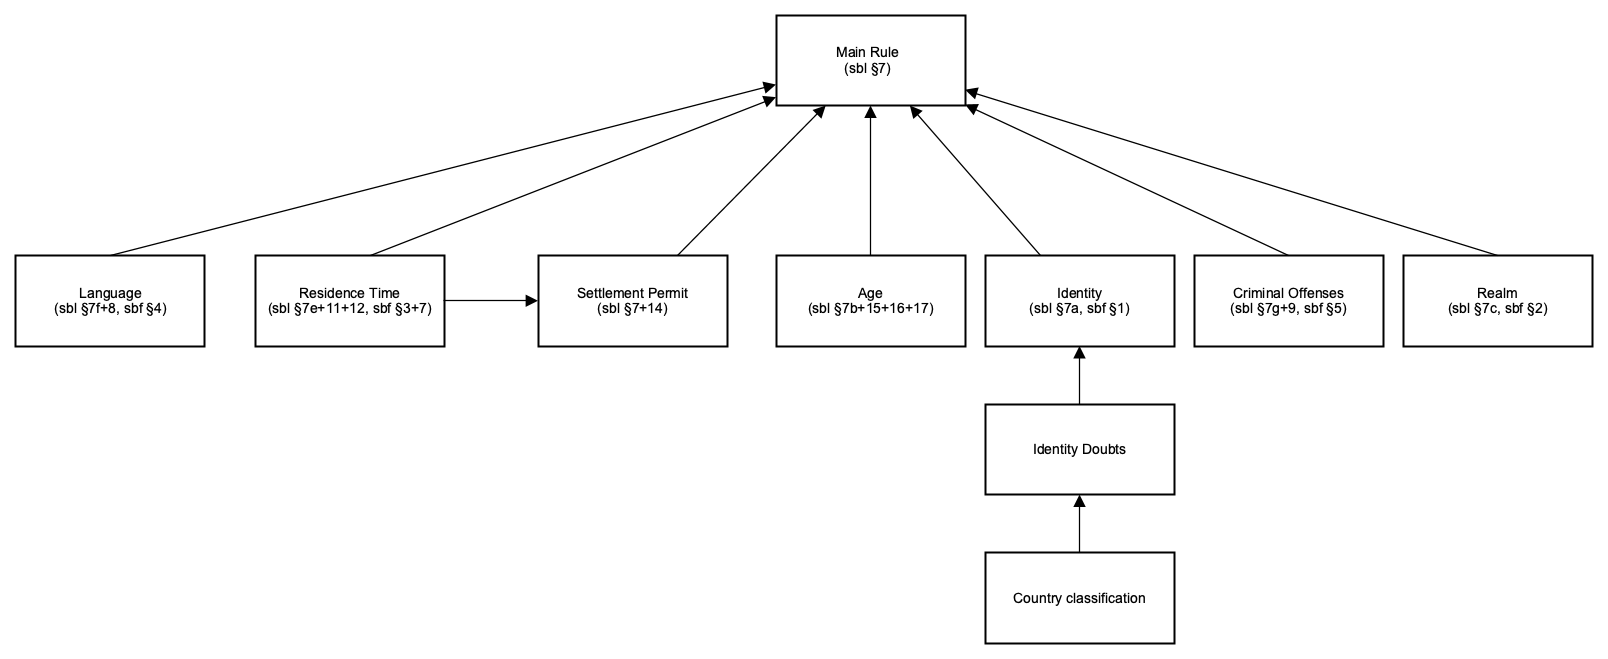 Main Rule
(sbl §7)
Language
(sbl §7f+8, sbf §4)
Residence Time
(sbl §7e+11+12, sbf §3+7)
Settlement Permit
(sbl §7+14)
Age
(sbl §7b+15+16+17)
Identity
(sbl §7a, sbf §1)
Criminal Offenses
(sbl §7g+9, sbf §5)
Realm
(sbl §7c, sbf §2)
Identity Doubts
Country classification